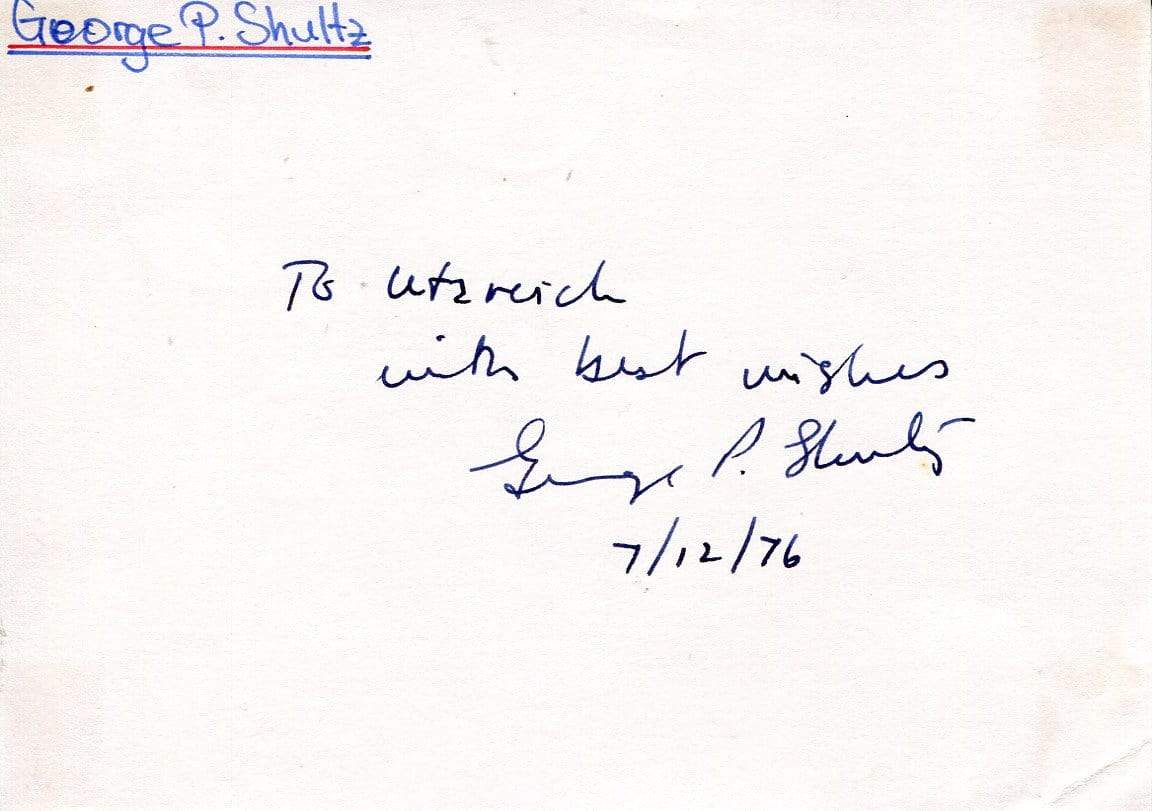 George P. Shultz
To Utzreich
with best wishes
George P. Shultz
7/12/76